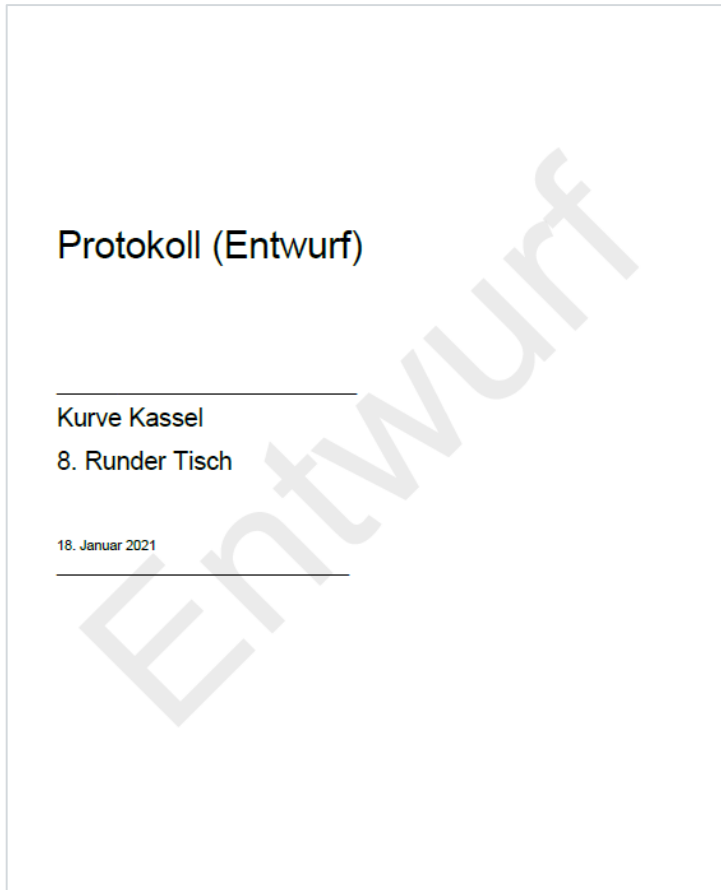 Protokoll (Entwurf)
Kurve Kassel
8. Runder Tisch
18. Januar 2021
Entwurf